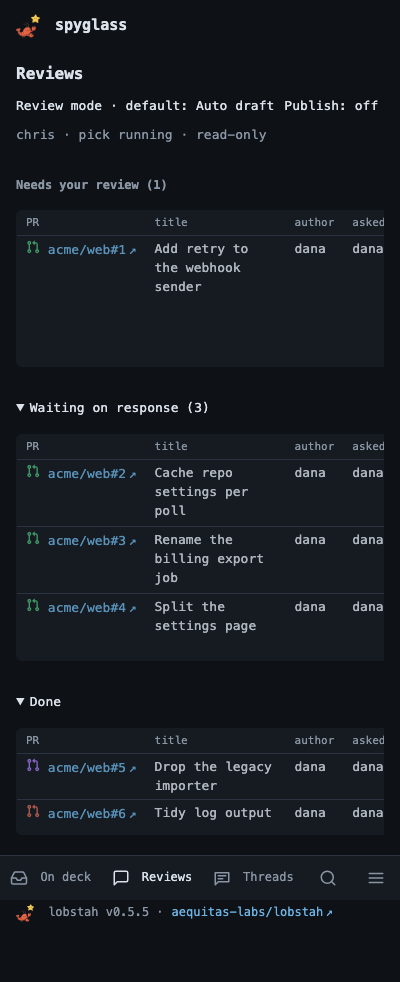 spyglass
Reviews
Review mode · default: Auto draft Publish: off
chris · pick running · read-only
Needs your review (1)
PR title author asked
acme/web#1↗ Add retry to dana dana
the webhook
sender
▼ Waiting on response (3)
PR title author asked
acme/web#2↗ Cache repo dana dana
settings per
poll
acme/web#3↗ Rename the dana dana
billing export
job
acme/web#4↗ Split the dana dana
settings page
▼ Done
PR title author asked
acme/web#5↗ Drop the legacy dana dana
importer
acme/web#6↗ Tidy log output dana dana
On deck Reviews Threads
lobstah v0.5.5 · aequitas-labs/lobstah↗